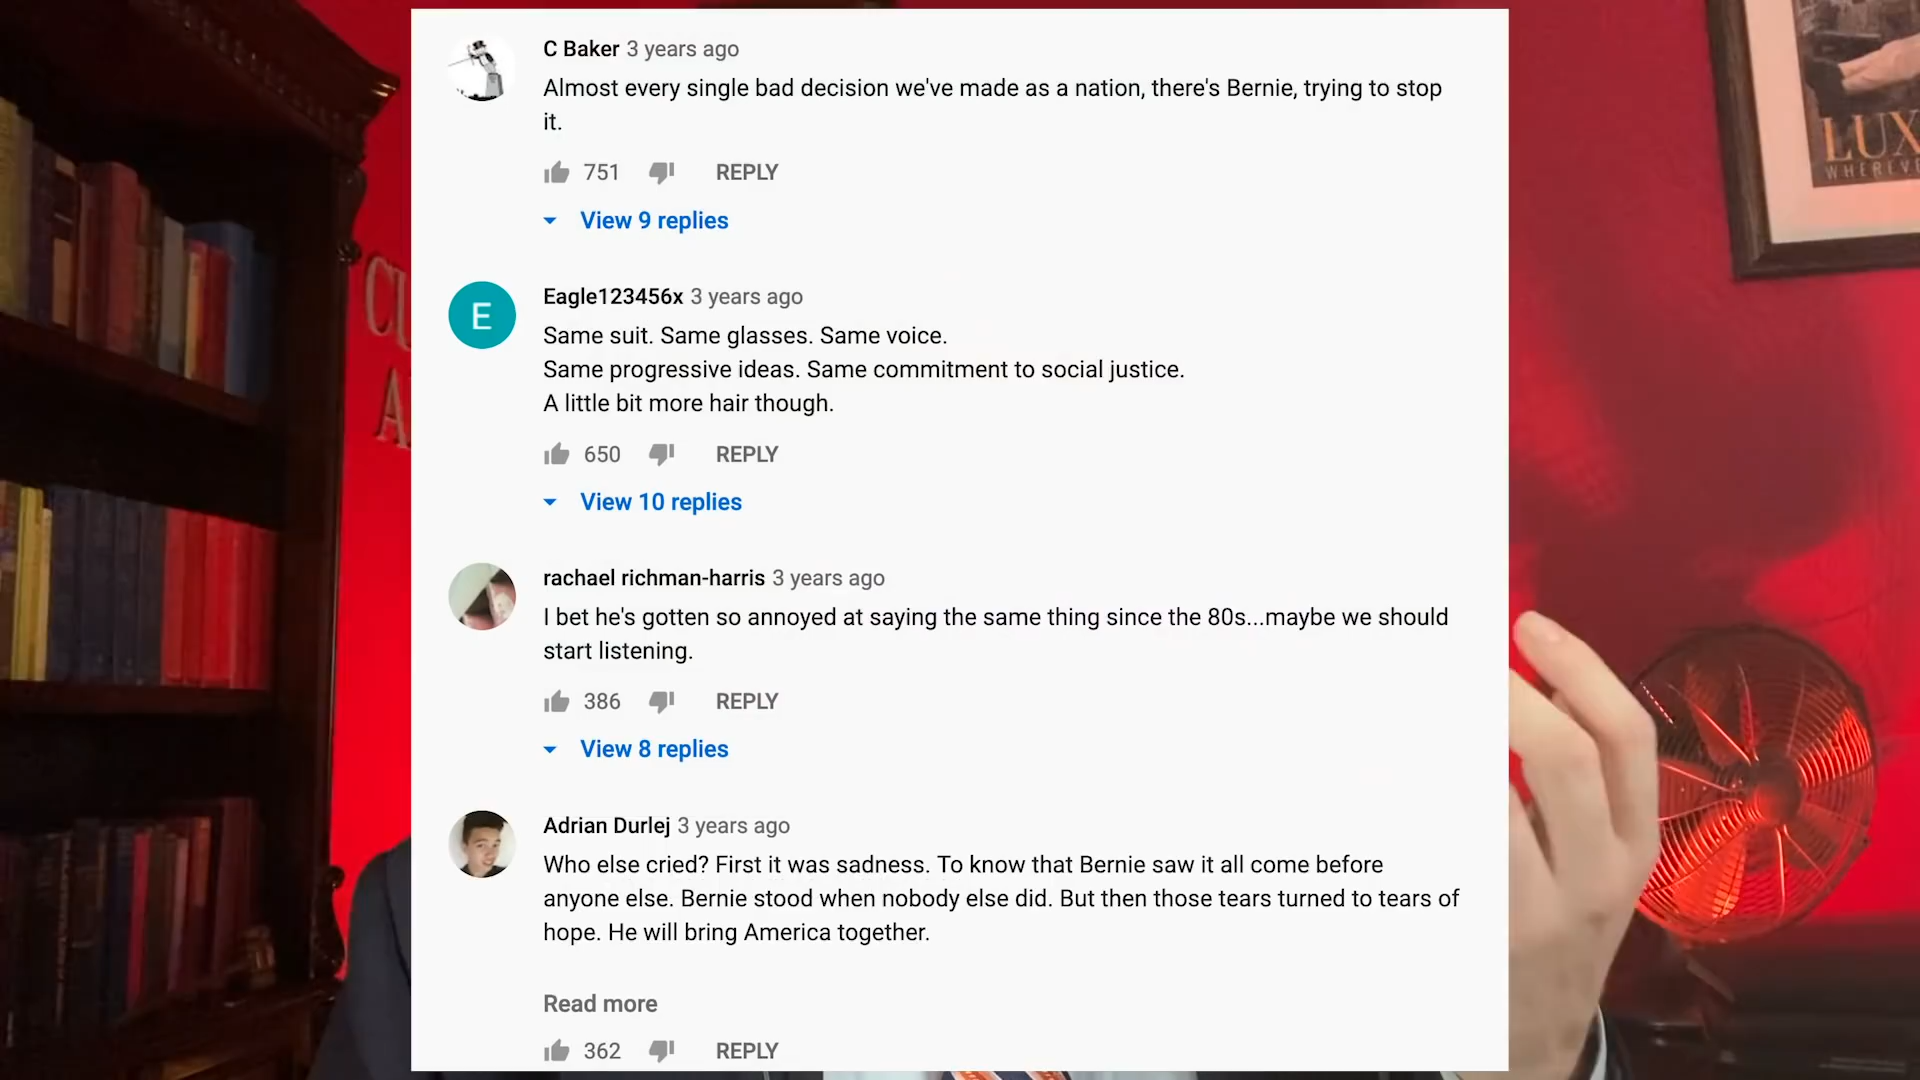 C Baker 3 years ago
Almost every single bad decision we've made as a nation, there's Bernie, trying to stop
it.
751 REPLY
View 9 replies
E
Eagle123456x 3 years ago
Same suit. Same glasses. Same voice.
Same progressive ideas. Same commitment to social justice.
A little bit more hair though.
650 REPLY
View 10 replies
rachael richman-harris 3 years ago
I bet he's gotten so annoyed at saying the same thing since the 80s...maybe we should
start listening.
386 REPLY
View 8 replies
Adrian Durlej 3 years ago
Who else cried? First it was sadness. To know that Bernie saw it all come before
anyone else. Bernie stood when nobody else did. But then those tears turned to tears of
hope. He will bring America together.
Read more
362 REPLY
LUX
WHEREV